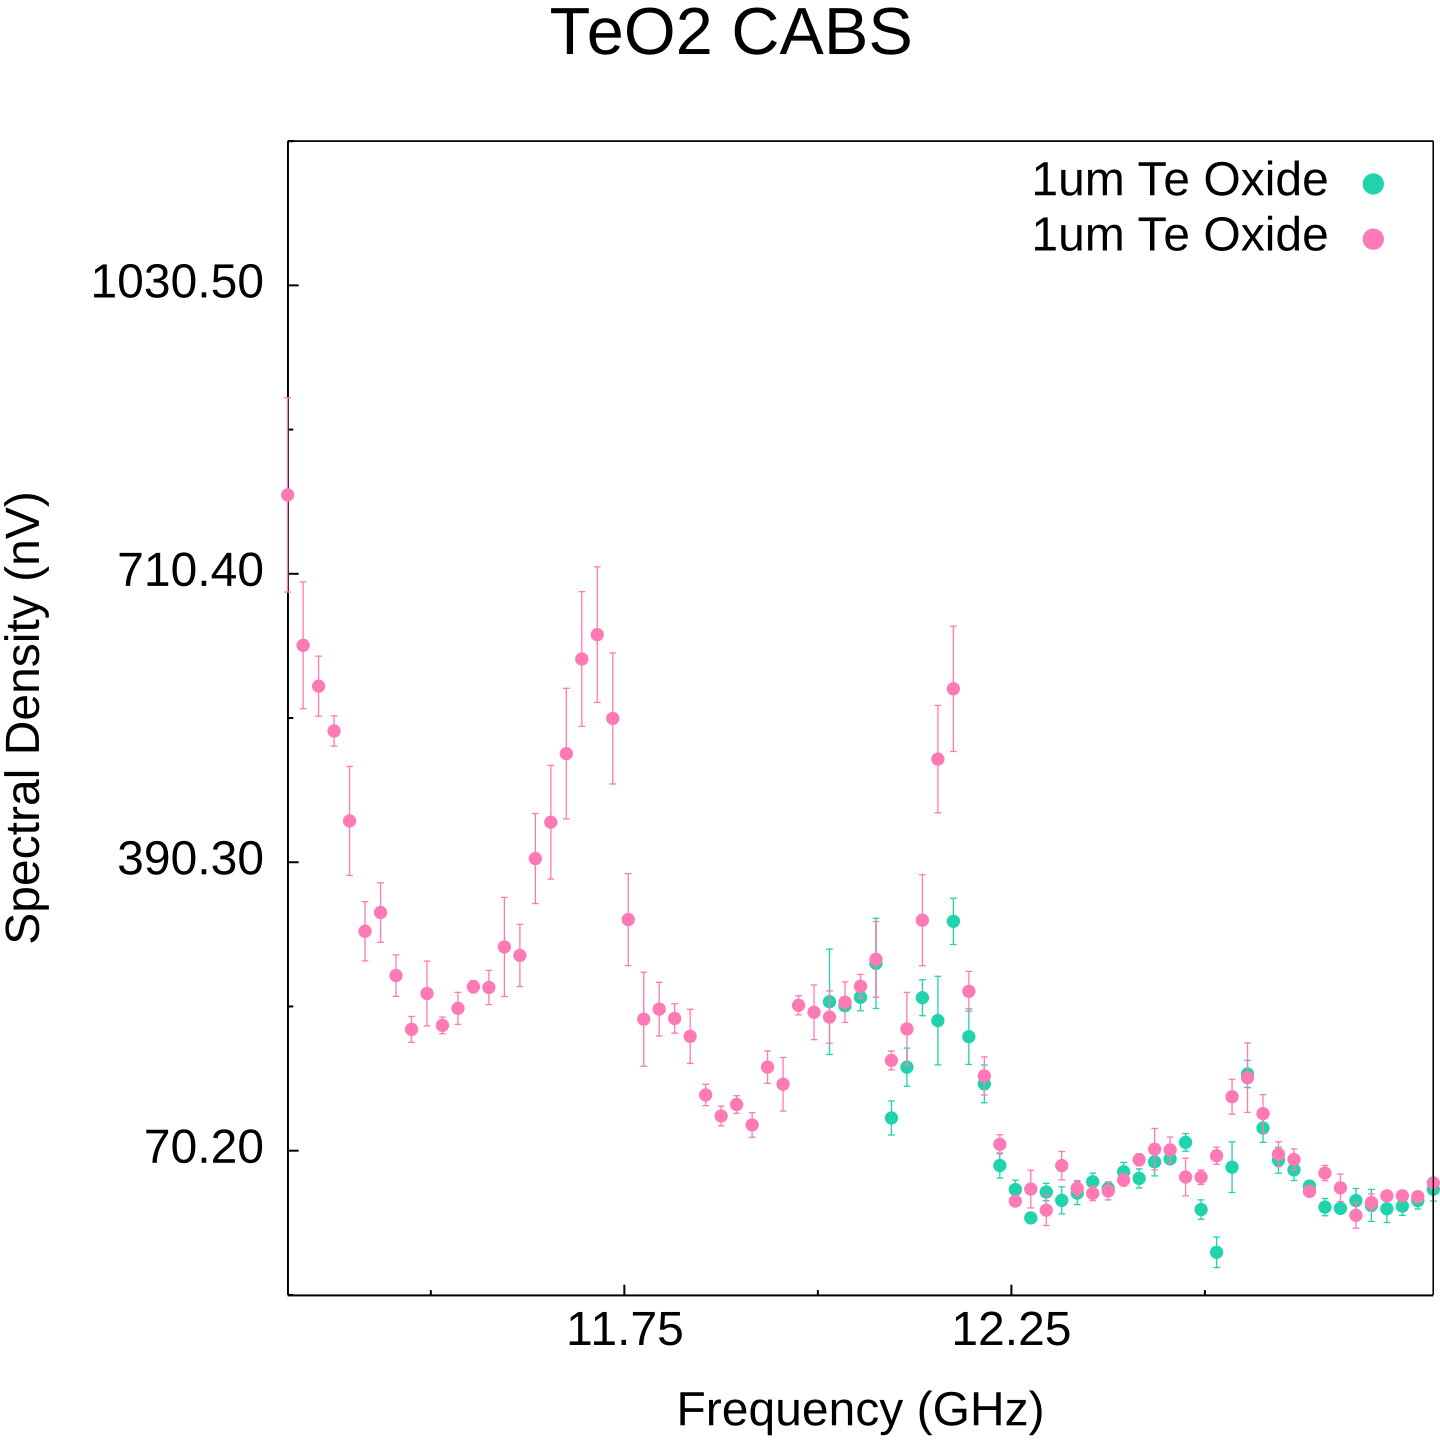 TeO2 CABS
1um Te Oxide
1um Te Oxide
1030.50
710.40
390.30
70.20
Spectral Density (nV)
11.75
12.25
Frequency (GHz)